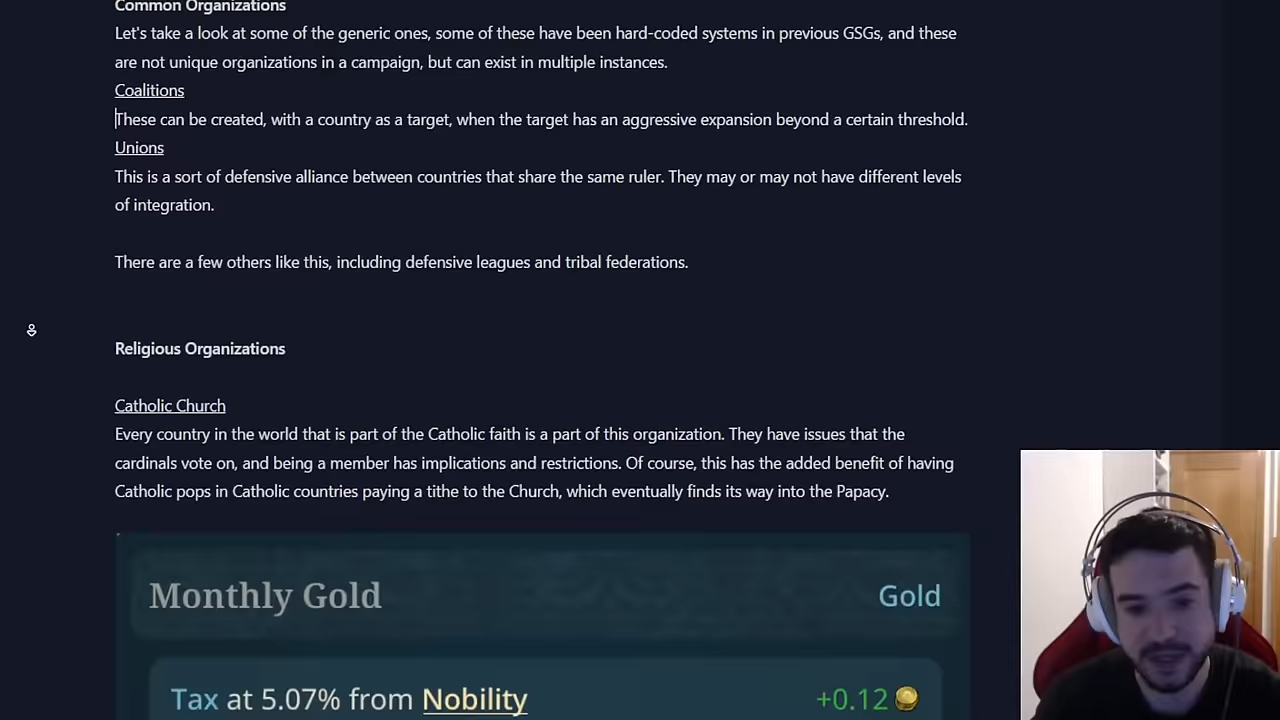 Common Organizations
Let's take a look at some of the generic ones, some of these have been hard-coded systems in previous GSGs, and these
are not unique organizations in a campaign, but can exist in multiple instances.
Coalitions
These can be created, with a country as a target, when the target has an aggressive expansion beyond a certain threshold.
Unions
This is a sort of defensive alliance between countries that share the same ruler. They may or may not have different levels
of integration.
There are a few others like this, including defensive leagues and tribal federations.
Religious Organizations
Catholic Church
Every country in the world that is part of the Catholic faith is a part of this organization. They have issues that the
cardinals vote on, and being a member has implications and restrictions. Of course, this has the added benefit of having
Catholic pops in Catholic countries paying a tithe to the Church, which eventually finds its way into the Papacy.
Monthly Gold Gold
Tax at 5.07% from Nobility +0.12